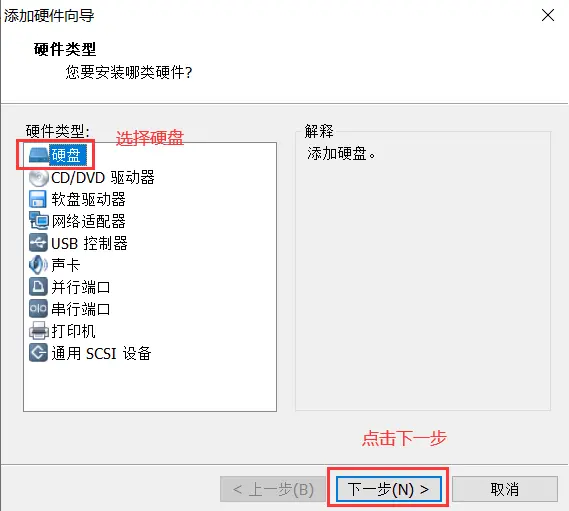 添加硬件向导
硬件类型
您要安装哪类硬件?
硬件类型:
选择硬盘
硬盘
CD/DVD 驱动器
软盘驱动器
网络适配器
USB 控制器
声卡
并行端口
串行端口
打印机
通用 SCSI 设备
解释
添加硬盘。
点击下一步
< 上一步(B)
下一步(N) >
取消